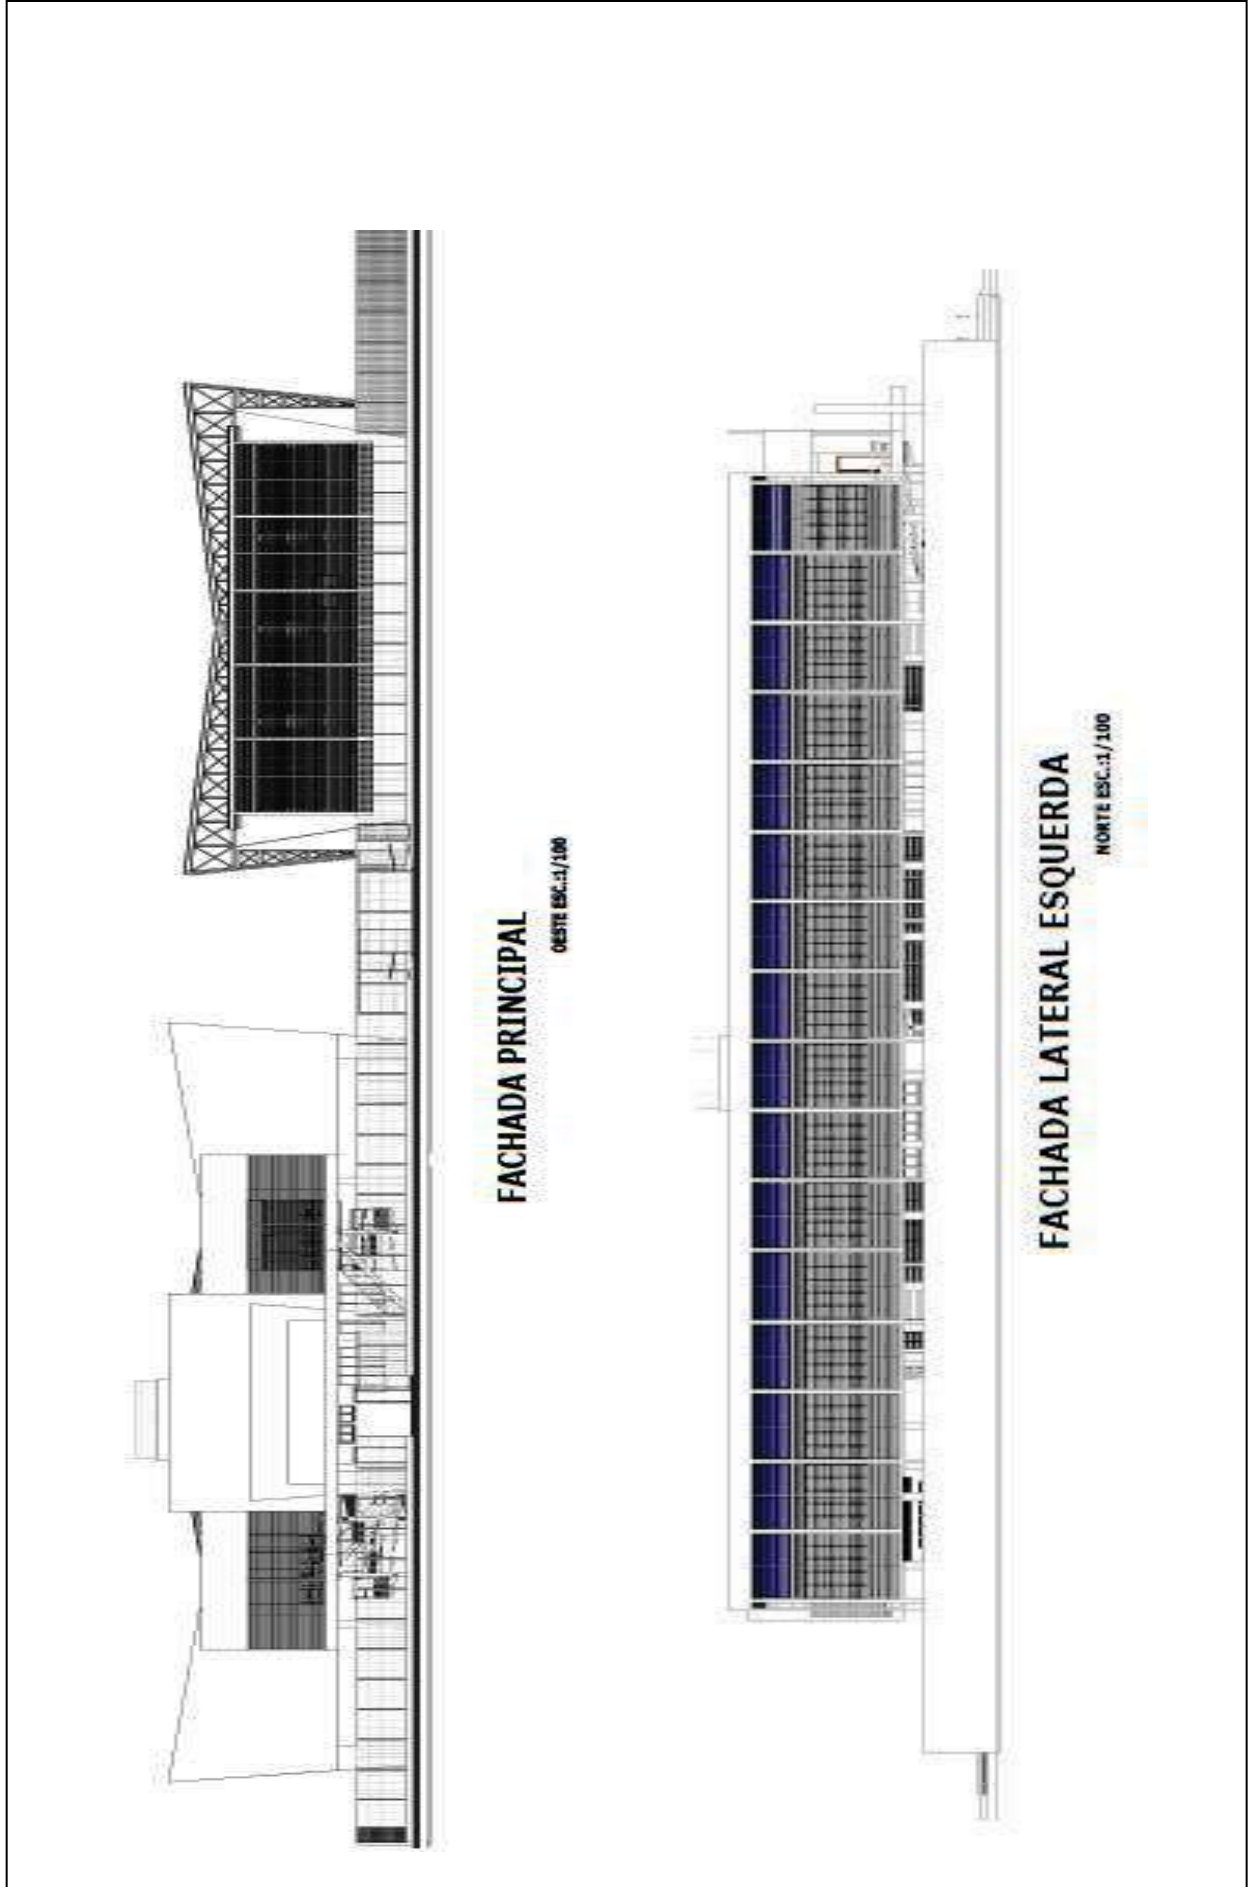 FACHADA PRINCIPAL
OESTE ESC.:1/100
FACHADA LATERAL ESQUERDA
NORTE ESC.:1/100